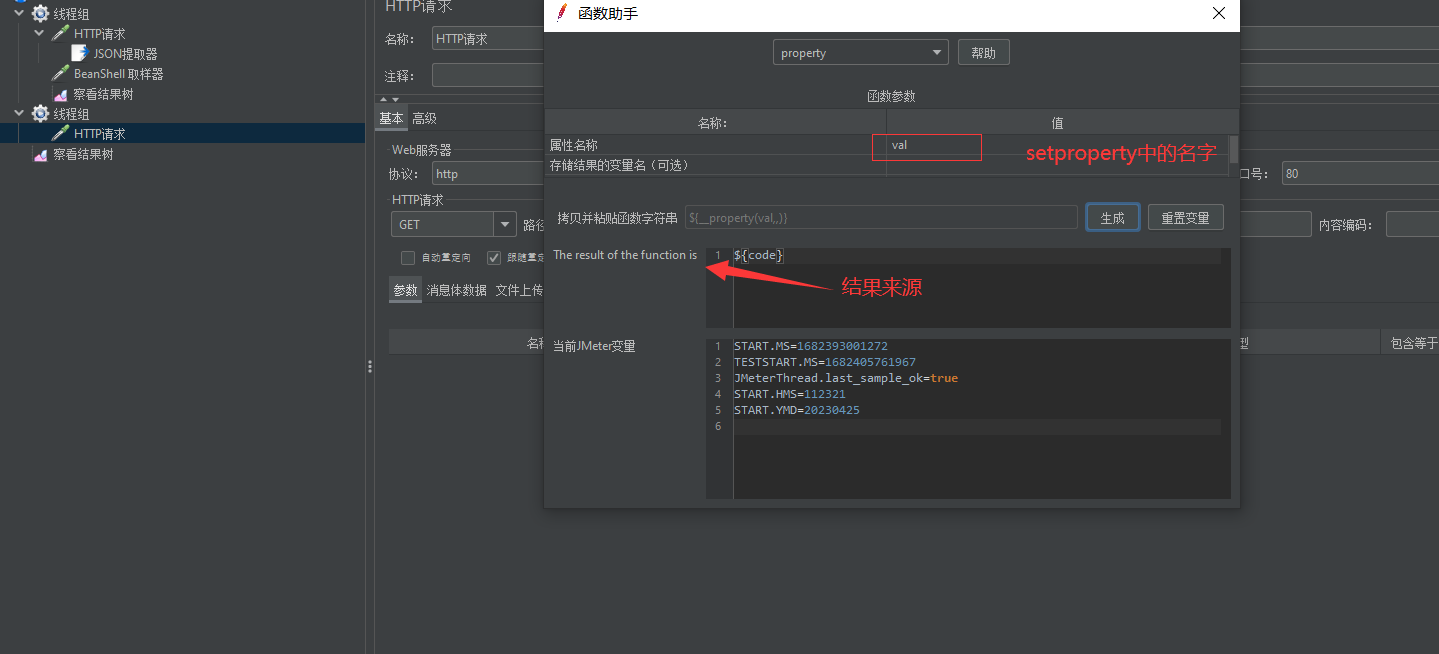 线程组
HTTP请求
JSON提取器
BeanShell 取样器
察看结果树
线程组
HTTP请求
察看结果树
HTTP请求
名称：
HTTP请求
注释：
基本
高级
Web服务器
协议：
http
口号：
80
HTTP请求
GET
路径
内容编码：
自动重定向
跟随重定
参数
消息体数据
文件上传
名称
型
包含等于
函数助手
property
帮助
函数参数
名称:
值
属性名称
val
setproperty中的名字
存储结果的变量名（可选）
拷贝并粘贴函数字符串
${__property(val,,)}
生成
重置变量
The result of the function is
1
${code}
结果来源
当前JMeter变量
1 START.MS=1682393001272
2 TESTSTART.MS=1682405761967
3 JMeterThread.last_sample_ok=true
4 START.HMS=112321
5 START.YMD=20230425
6